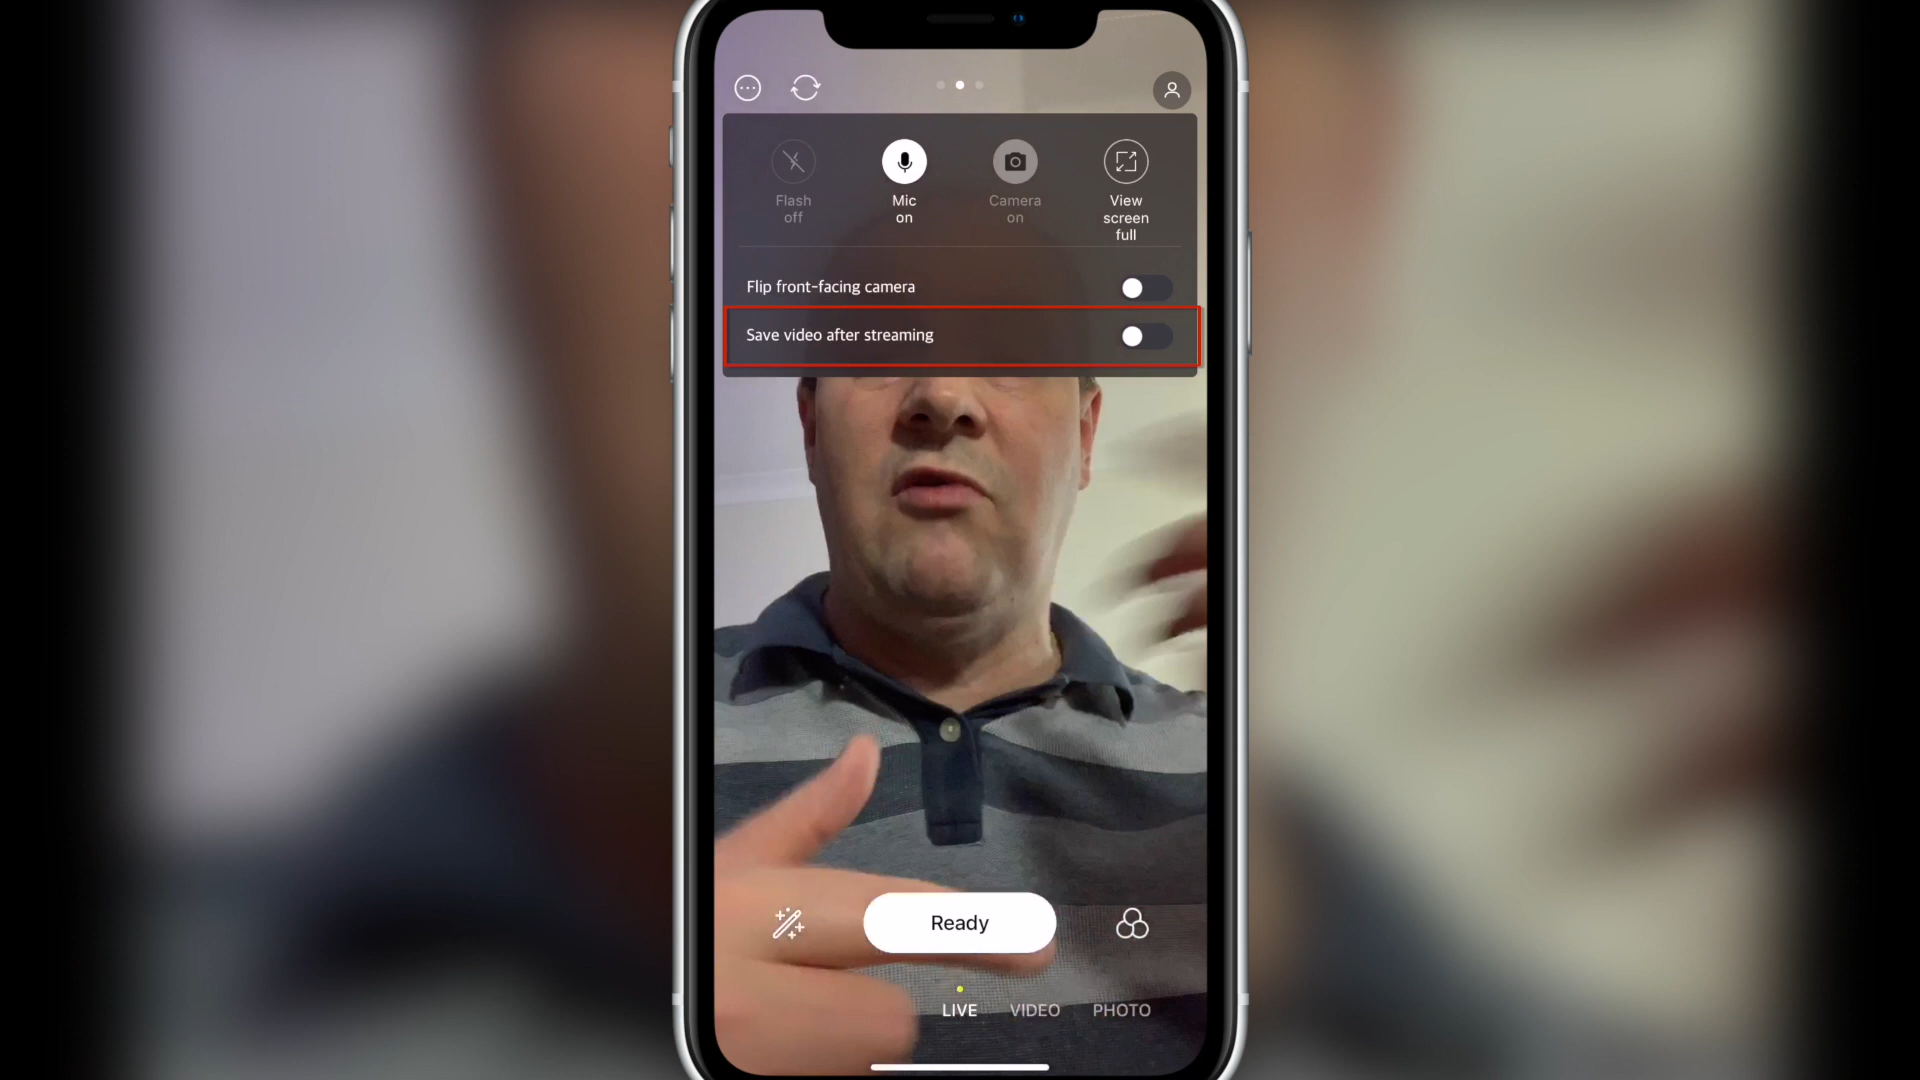 Flash
off
Mic
on
Camera
on
View
screen
full
Flip front-facing camera
Save video after streaming
Ready
LIVE
VIDEO
PHOTO